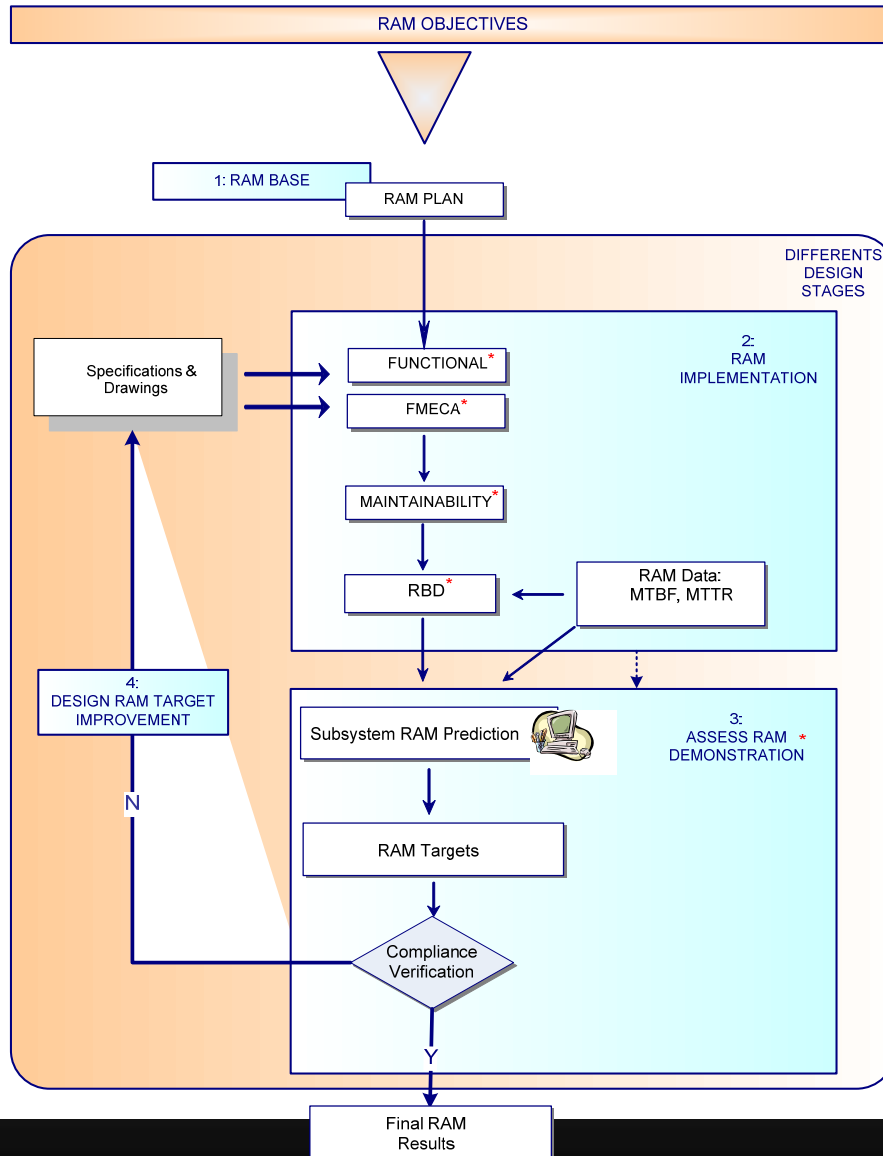 RAM OBJECTIVES
1: RAM BASE
RAM PLAN
DIFFERENTS
DESIGN
STAGES
2:
RAM
IMPLEMENTATION
Specifications &
Drawings
FUNCTIONAL*
FMECA*
MAINTAINABILITY*
RBD*
RAM Data:
MTBF, MTTR
4:
DESIGN RAM TARGET
IMPROVEMENT
3:
ASSESS RAM *
DEMONSTRATION
Subsystem RAM Prediction
N
RAM Targets
Compliance
Verification
Y
Final RAM
Results